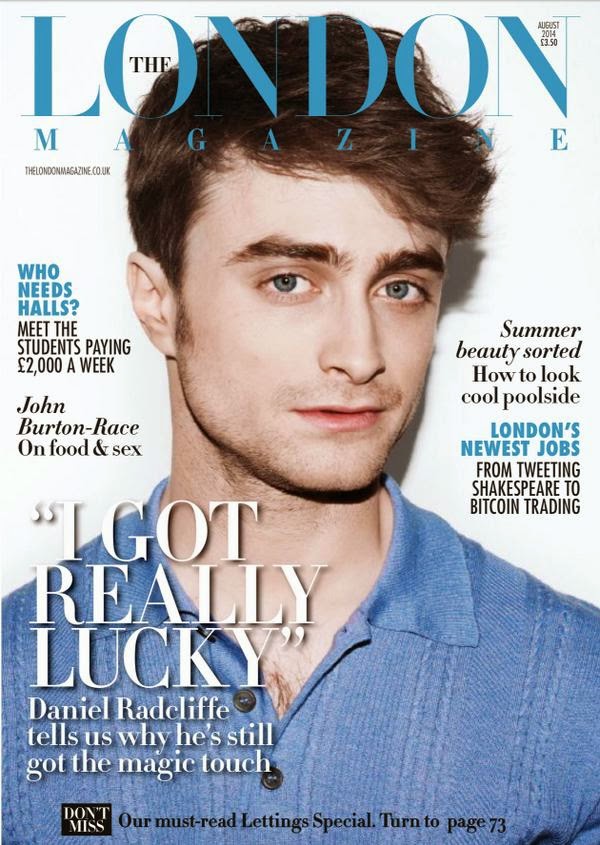 THE
LONDON
MAGAZINE
AUGUST
2014
£3.50
THELONDONMAGAZINE.CO.UK
WHO
NEEDS
HALLS?
MEET THE
STUDENTS PAYING
£2,000 A WEEK
John
Burton-Race
On food & sex
Summer
beauty sorted
How to look
cool poolside
LONDON'S
NEWEST JOBS
FROM TWEETING
SHAKESPEARE TO
BITCOIN TRADING
“I GOT
REALLY
LUCKY”
Daniel Radcliffe
tells us why he's still
got the magic touch
DON'T
MISS
Our must-read Lettings Special. Turn to page 73